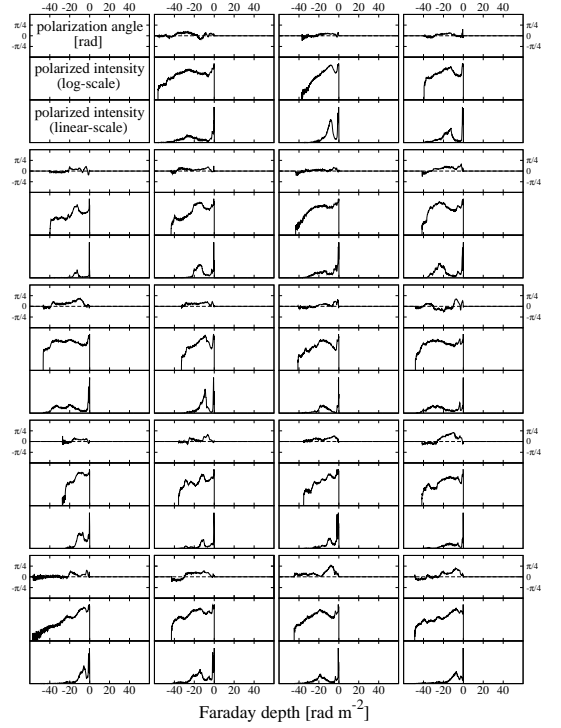 -40 -20 0 20 40 -40 -20 0 20 40 -40 -20 0 20 40 -40 -20 0 20 40
π/4 polarization angle π/4
0 [rad] 0
-π/4 -π/4
polarized intensity
(log-scale)
polarized intensity
(linear-scale)
π/4 π/4
0 0
-π/4 -π/4
π/4 π/4
0 0
-π/4 -π/4
π/4 π/4
0 0
-π/4 -π/4
π/4 π/4
0 0
-π/4 -π/4
-40 -20 0 20 40 -40 -20 0 20 40 -40 -20 0 20 40 -40 -20 0 20 40
Faraday depth [rad m-2]